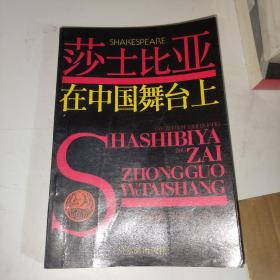 SHAKESPEARE
莎士比亚
在中国舞台上
SHASHIBIYA
ZAI
ZHONGGUO
WUTAISHANG